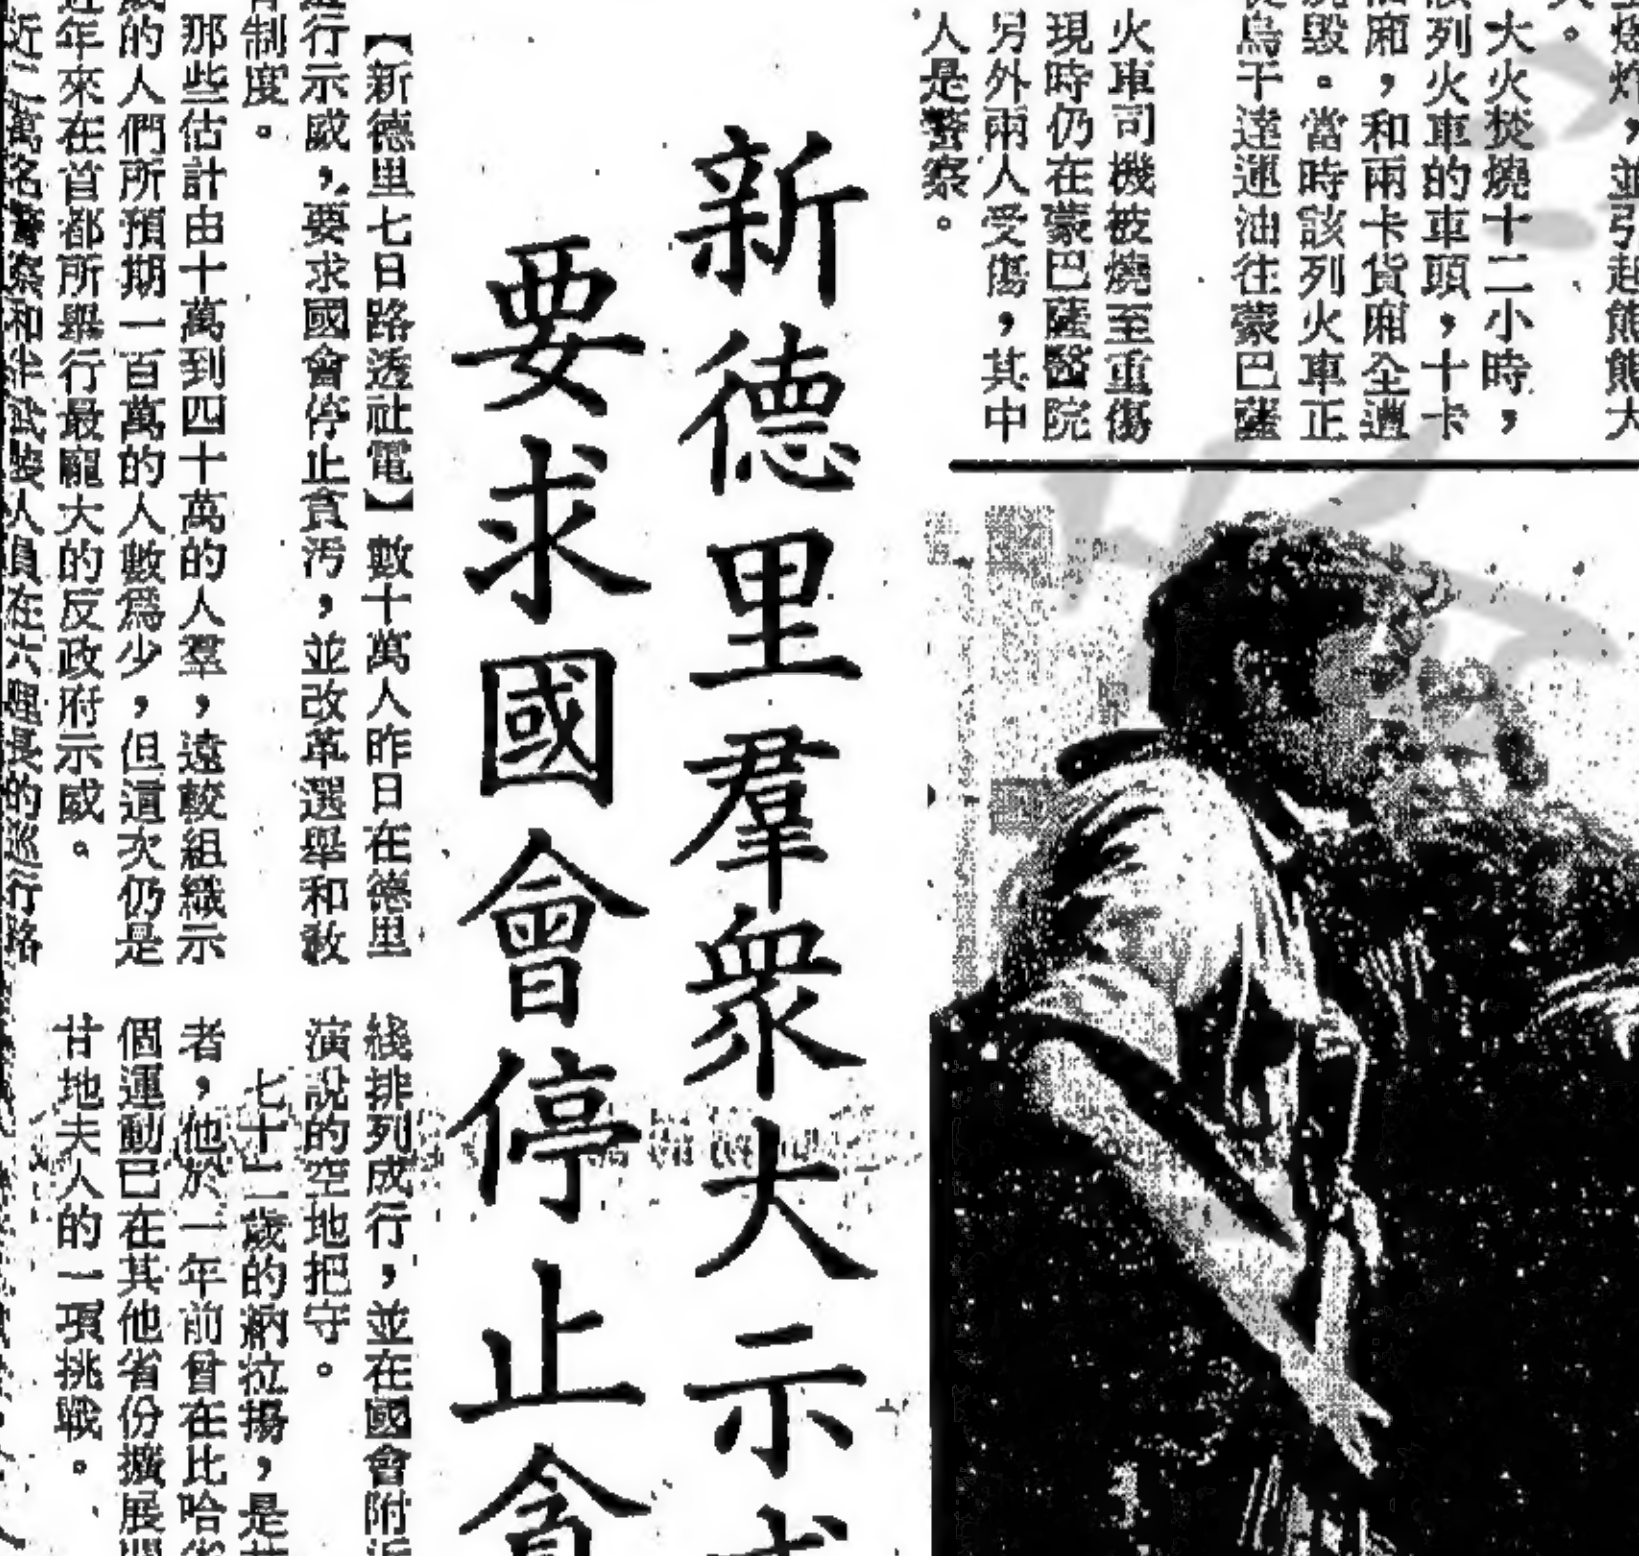 燒炸，並引起熊熊大
火。
大火焚燒十二小時，
該列火車的車頭，十卡
油廂，和兩卡貨廂全遭
燒毀。當時該列火車正
從烏干達運油往蒙巴薩
火車司機被燒至重傷
現時仍在蒙巴薩醫院
另外兩人受傷，其中
人是警察。
新德里羣衆大示威
要求國會停止貪
【新德里七日路透社電】數十萬人昨日在德里
進行示威，要求國會停止貪污，並改革選舉和敎
育制度。
那些估計由十萬到四十萬的人羣，遠較組織示
威的人們所預期一百萬的人數爲少，但這次仍是
近年來在首都所舉行最龐大的反政府示威。
近二萬名警察和半武裝人員在六哩長的巡行路
綫排列成行，並在國會附近
演說的空地把守。
七十二歲的納拉揚，是
者，他於一年前曾在比哈省
個運動已在其他省份擴展開
甘地夫人的一項挑戰。